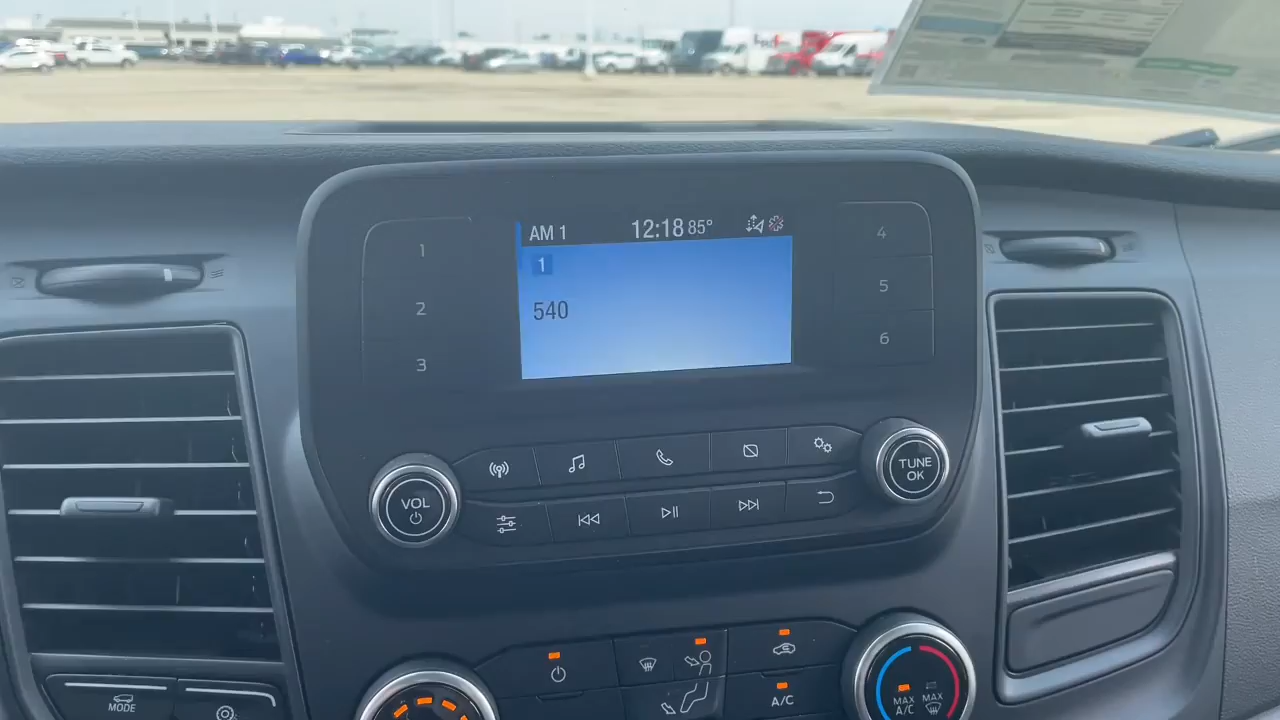 AM 1 12:18 85°
1
540
1
2
3
4
5
6
VOL
TUNE
OK
MODE
A/C
MAX
A/C
MAX